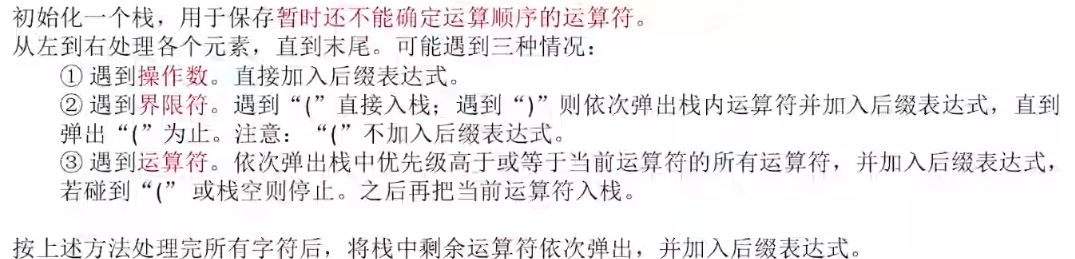 初始化一个栈，用于保存暂时还不能确定运算顺序的运算符。
从左到右处理各个元素，直到末尾。可能遇到三种情况：
① 遇到操作数。直接加入后缀表达式。
② 遇到界限符。遇到“(”直接入栈；遇到“)”则依次弹出栈内运算符并加入后缀表达式，直到
弹出“(”为止。注意：“(”不加入后缀表达式。
③ 遇到运算符。依次弹出栈中优先级高于或等于当前运算符的所有运算符，并加入后缀表达式，
若碰到“(” 或栈空则停止。之后再把当前运算符入栈。
按上述方法处理完所有字符后，将栈中剩余运算符依次弹出，并加入后缀表达式。